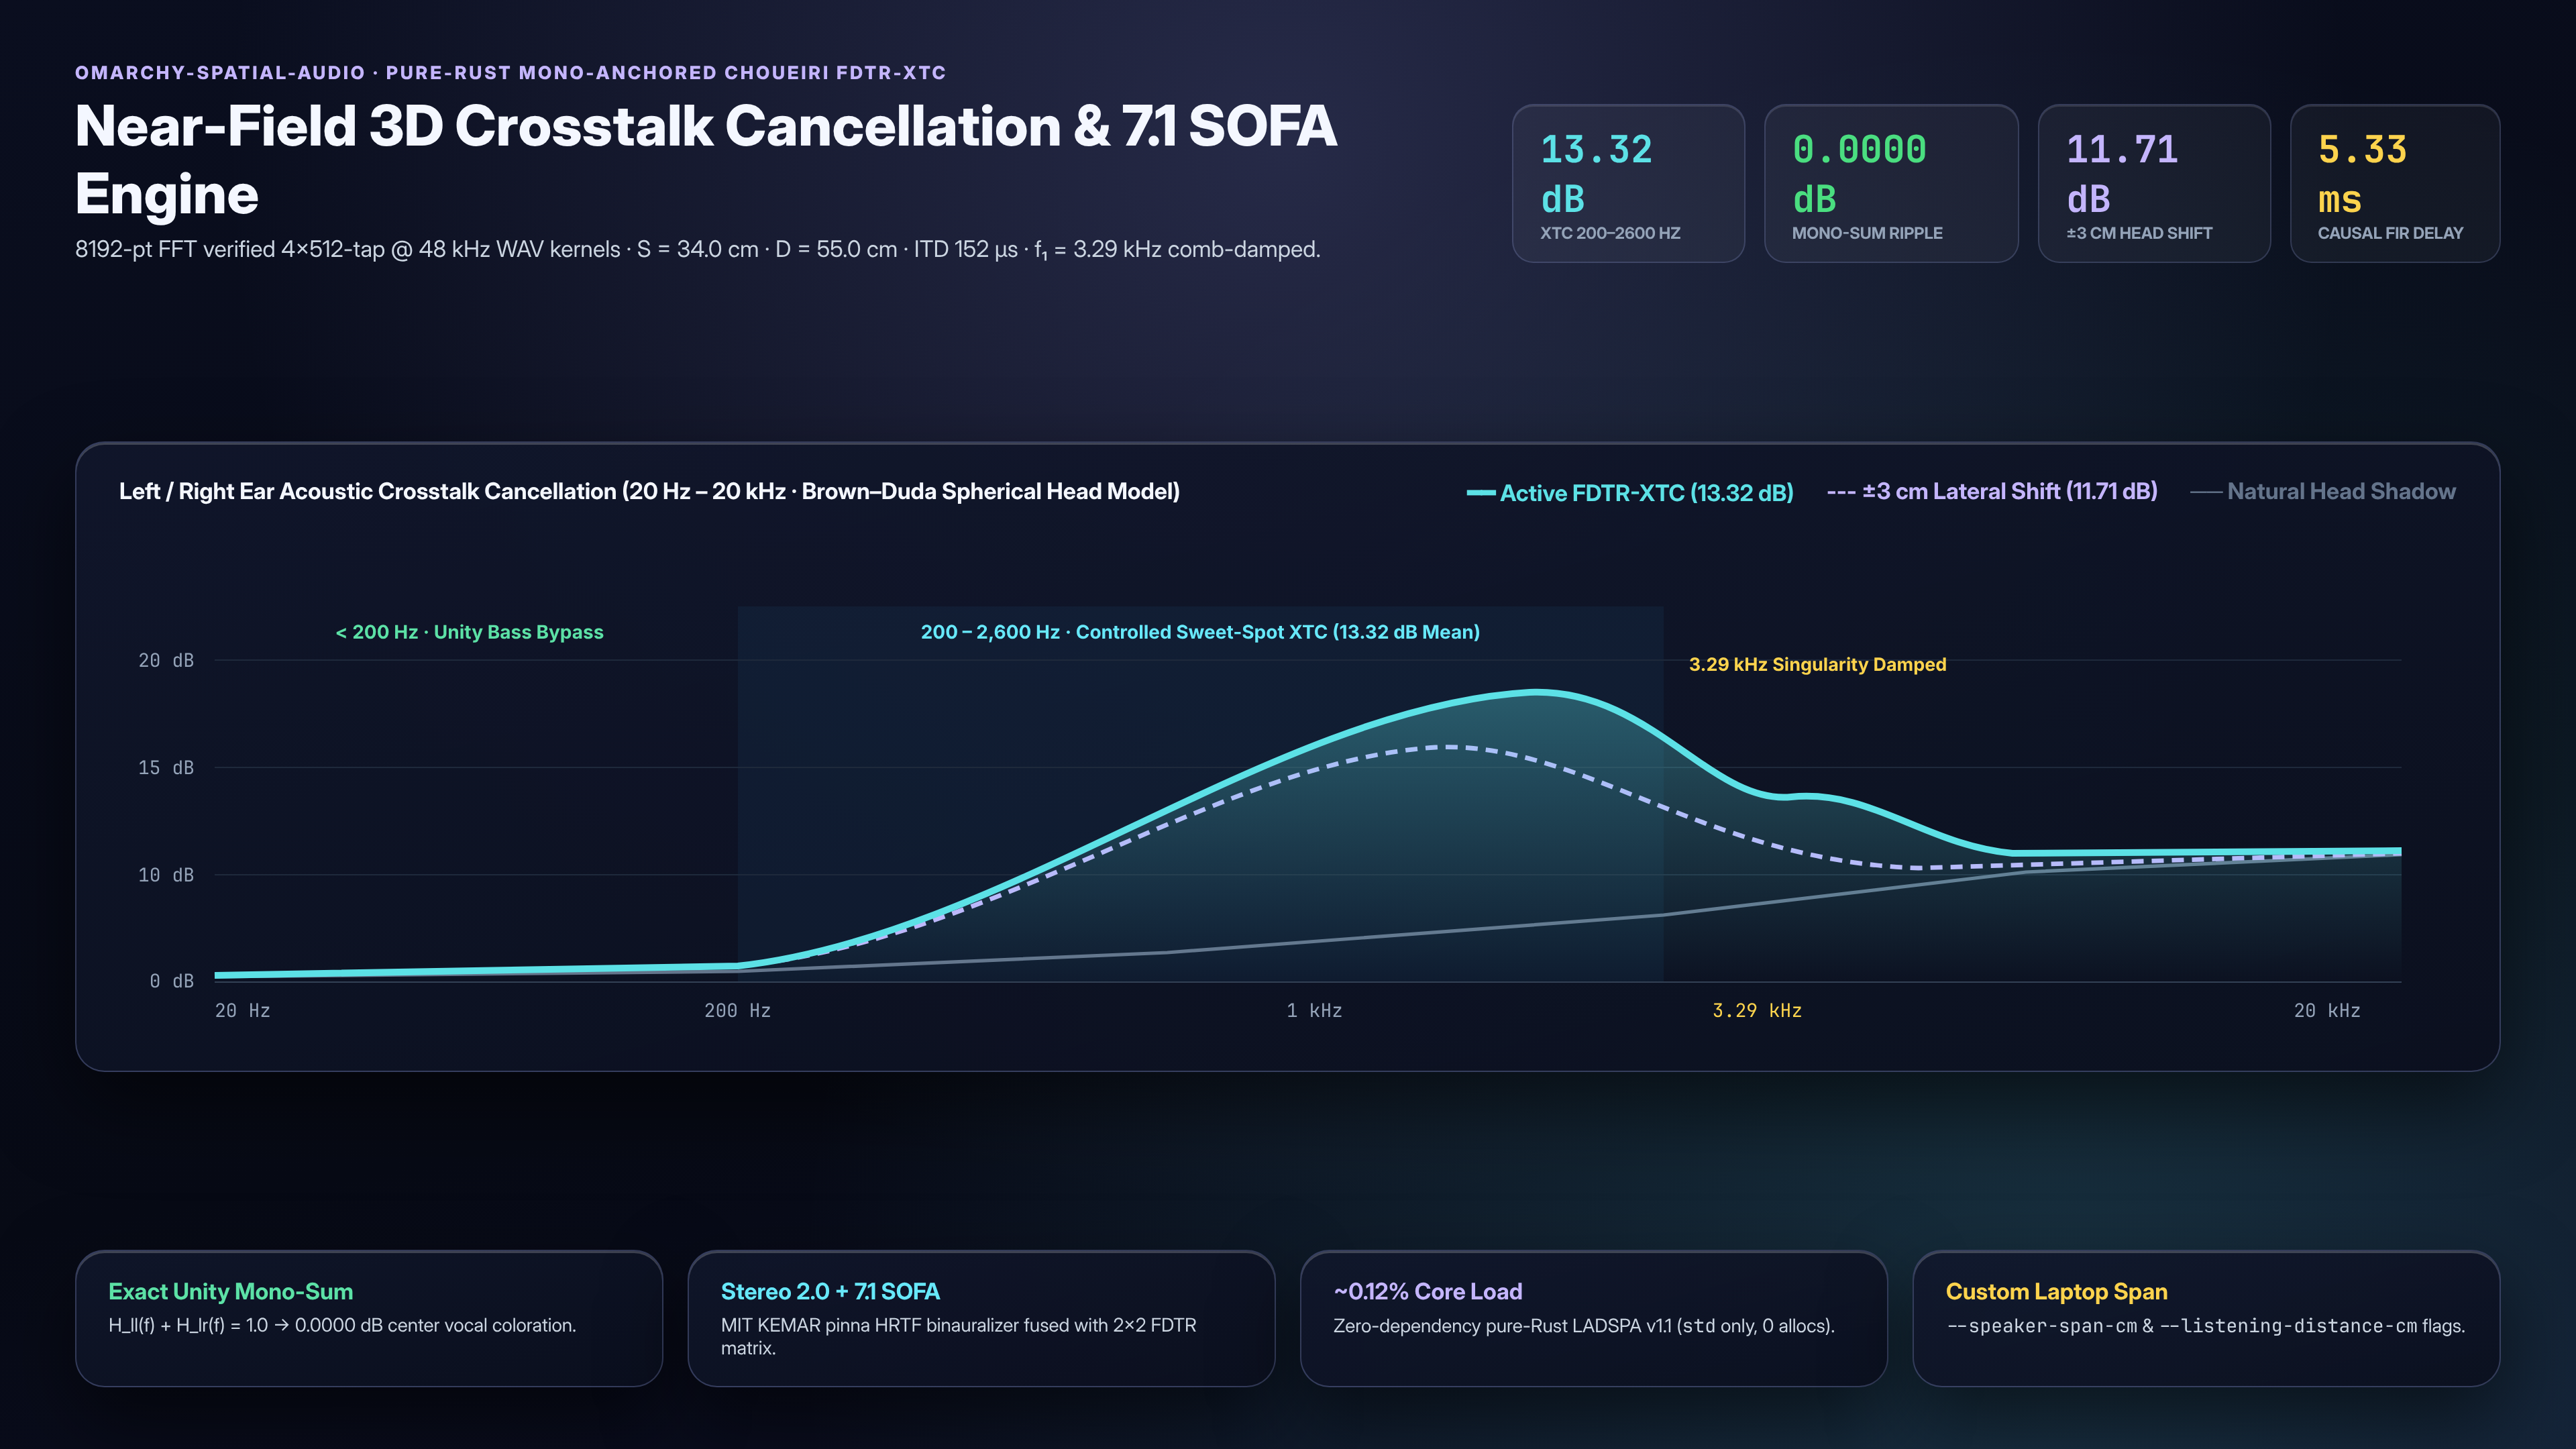 OMARCHY-SPATIAL-AUDIO · PURE-RUST MONO-ANCHORED CHOUEIRI FDTR-XTC
Near-Field 3D Crosstalk Cancellation & 7.1 SOFA
Engine
8192-pt FFT verified 4×512-tap @ 48 kHz WAV kernels · S = 34.0 cm · D = 55.0 cm · ITD 152 µs · f₁ = 3.29 kHz comb-damped.
13.32
dB
XTC 200–2600 HZ
0.0000
dB
MONO-SUM RIPPLE
11.71
dB
±3 CM HEAD SHIFT
5.33
ms
CAUSAL FIR DELAY
Left / Right Ear Acoustic Crosstalk Cancellation (20 Hz – 20 kHz · Brown–Duda Spherical Head Model)
Active FDTR-XTC (13.32 dB)
--- ±3 cm Lateral Shift (11.71 dB)
Natural Head Shadow
< 200 Hz · Unity Bass Bypass
200 – 2,600 Hz · Controlled Sweet-Spot XTC (13.32 dB Mean)
3.29 kHz Singularity Damped
20 dB
15 dB
10 dB
0 dB
20 Hz
200 Hz
1 kHz
3.29 kHz
20 kHz
Exact Unity Mono-Sum
H_ll(f) + H_lr(f) = 1.0 → 0.0000 dB center vocal coloration.
Stereo 2.0 + 7.1 SOFA
MIT KEMAR pinna HRTF binauralizer fused with 2×2 FDTR
matrix.
~0.12% Core Load
Zero-dependency pure-Rust LADSPA v1.1 (std only, 0 allocs).
Custom Laptop Span
--speaker-span-cm & --listening-distance-cm flags.